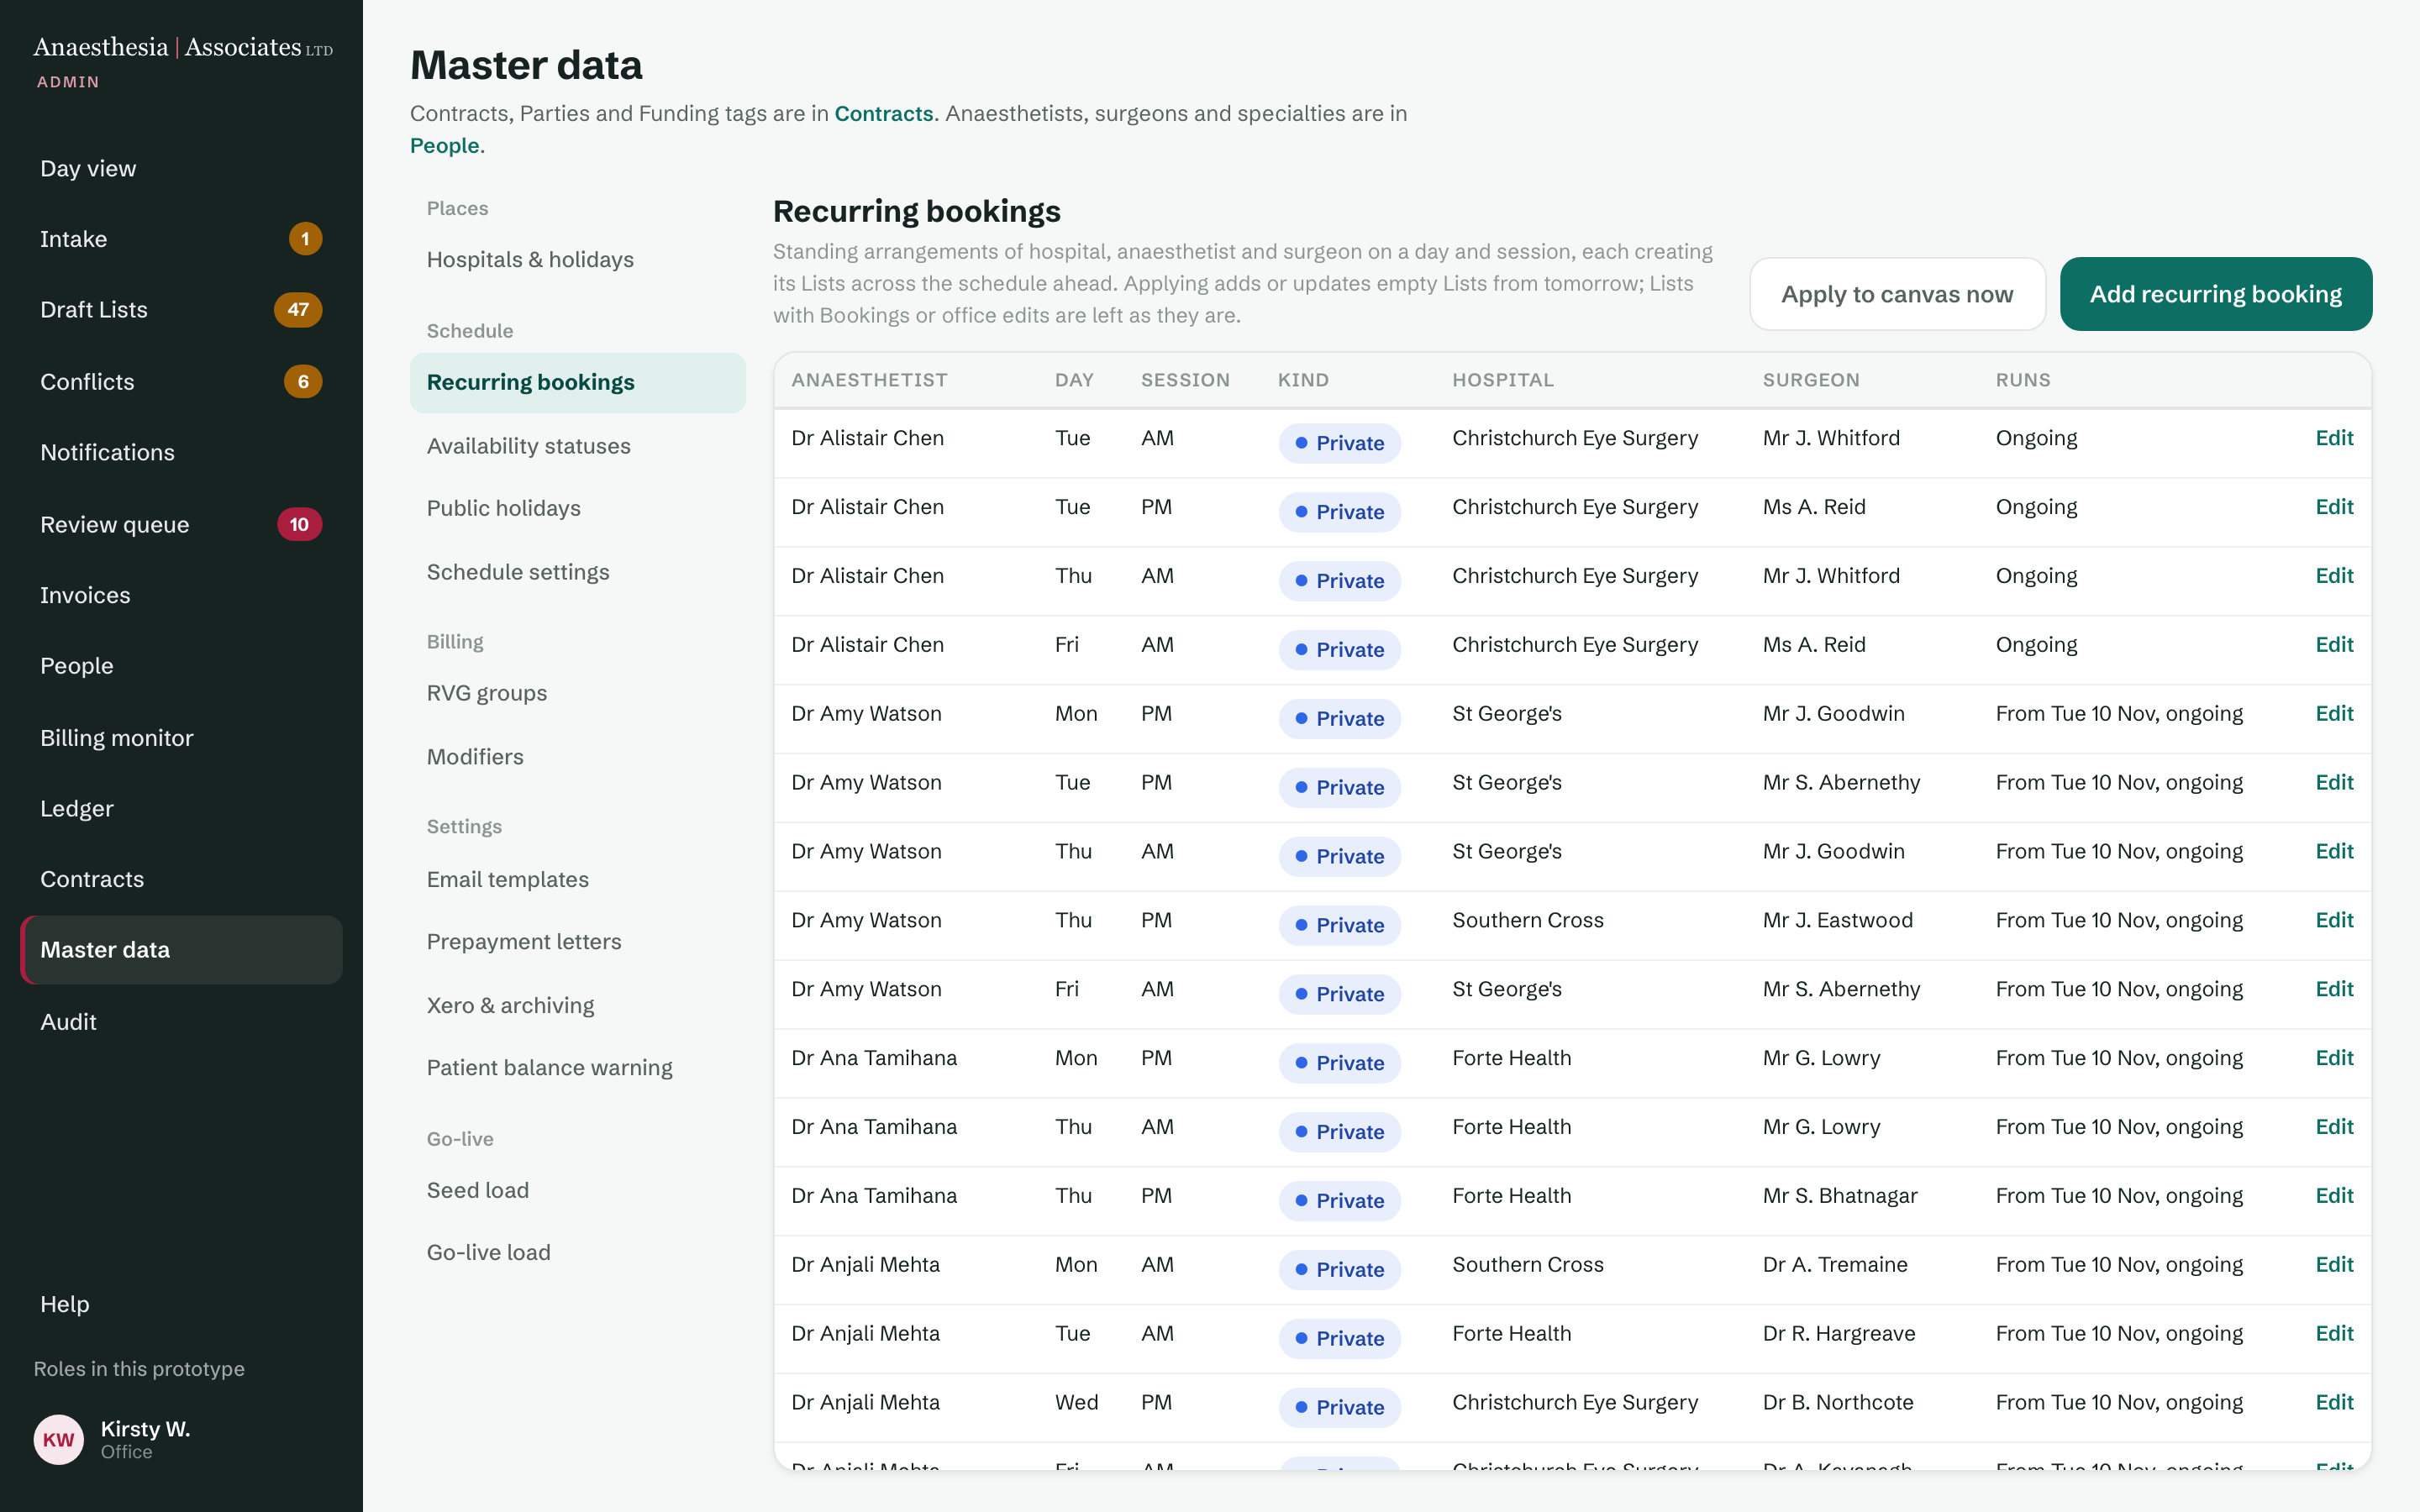 Anaesthesia | Associates LTD
ADMIN
Day view
Intake 1
Draft Lists 47
Conflicts 6
Notifications
Review queue 10
Invoices
People
Billing monitor
Ledger
Contracts
Master data
Audit
Help
Roles in this prototype
KW Kirsty W.
Office
Master data
Contracts, Parties and Funding tags are in Contracts. Anaesthetists, surgeons and specialties are in
People.
Places
Hospitals & holidays
Schedule
Recurring bookings
Availability statuses
Public holidays
Schedule settings
Billing
RVG groups
Modifiers
Settings
Email templates
Prepayment letters
Xero & archiving
Patient balance warning
Go-live
Seed load
Go-live load
Recurring bookings
Standing arrangements of hospital, anaesthetist and surgeon on a day and session, each creating
its Lists across the schedule ahead. Applying adds or updates empty Lists from tomorrow; Lists
with Bookings or office edits are left as they are.
Apply to canvas now
Add recurring booking
ANAESTHETIST DAY SESSION KIND HOSPITAL SURGEON RUNS
Dr Alistair Chen Tue AM Private Christchurch Eye Surgery Mr J. Whitford Ongoing Edit
Dr Alistair Chen Tue PM Private Christchurch Eye Surgery Ms A. Reid Ongoing Edit
Dr Alistair Chen Thu AM Private Christchurch Eye Surgery Mr J. Whitford Ongoing Edit
Dr Alistair Chen Fri AM Private Christchurch Eye Surgery Ms A. Reid Ongoing Edit
Dr Amy Watson Mon PM Private St George's Mr J. Goodwin From Tue 10 Nov, ongoing Edit
Dr Amy Watson Tue PM Private St George's Mr S. Abernethy From Tue 10 Nov, ongoing Edit
Dr Amy Watson Thu AM Private St George's Mr J. Goodwin From Tue 10 Nov, ongoing Edit
Dr Amy Watson Thu PM Private Southern Cross Mr J. Eastwood From Tue 10 Nov, ongoing Edit
Dr Amy Watson Fri AM Private St George's Mr S. Abernethy From Tue 10 Nov, ongoing Edit
Dr Ana Tamihana Mon PM Private Forte Health Mr G. Lowry From Tue 10 Nov, ongoing Edit
Dr Ana Tamihana Thu AM Private Forte Health Mr G. Lowry From Tue 10 Nov, ongoing Edit
Dr Ana Tamihana Thu PM Private Forte Health Mr S. Bhatnagar From Tue 10 Nov, ongoing Edit
Dr Anjali Mehta Mon AM Private Southern Cross Dr A. Tremaine From Tue 10 Nov, ongoing Edit
Dr Anjali Mehta Tue AM Private Forte Health Dr R. Hargreave From Tue 10 Nov, ongoing Edit
Dr Anjali Mehta Wed PM Private Christchurch Eye Surgery Dr B. Northcote From Tue 10 Nov, ongoing Edit
Dr Anjali Mehta Fri AM Christchurch Eye Surgery Dr A. Kavanagh From Tue 10 Nov, ongoing Edit